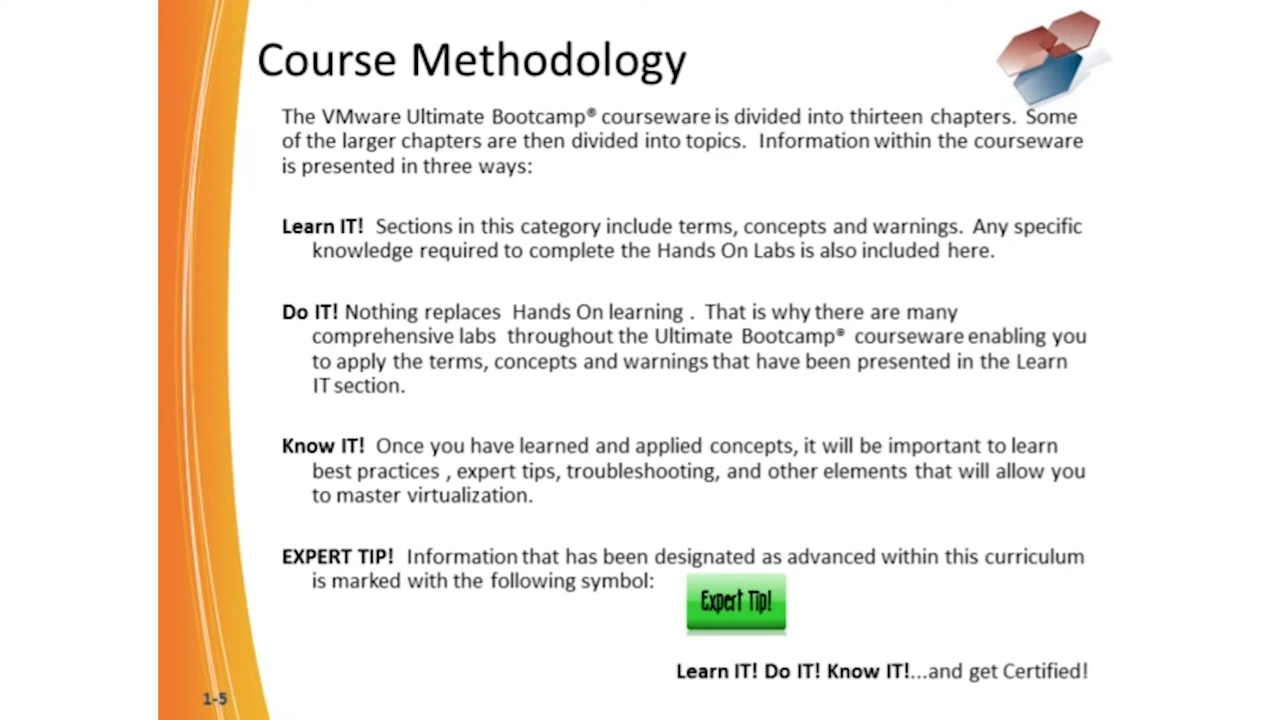 Course Methodology
The VMware Ultimate Bootcamp® courseware is divided into thirteen chapters. Some
of the larger chapters are then divided into topics. Information within the courseware
is presented in three ways:
Learn IT! Sections in this category include terms, concepts and warnings. Any specific
knowledge required to complete the Hands On Labs is also included here.
Do IT! Nothing replaces Hands On learning . That is why there are many
comprehensive labs throughout the Ultimate Bootcamp® courseware enabling you
to apply the terms, concepts and warnings that have been presented in the Learn
IT section.
Know IT! Once you have learned and applied concepts, it will be important to learn
best practices , expert tips, troubleshooting, and other elements that will allow you
to master virtualization.
EXPERT TIP! Information that has been designated as advanced within this curriculum
is marked with the following symbol:
Expert Tip!
Learn IT! Do IT! Know IT!...and get Certified!
1-5